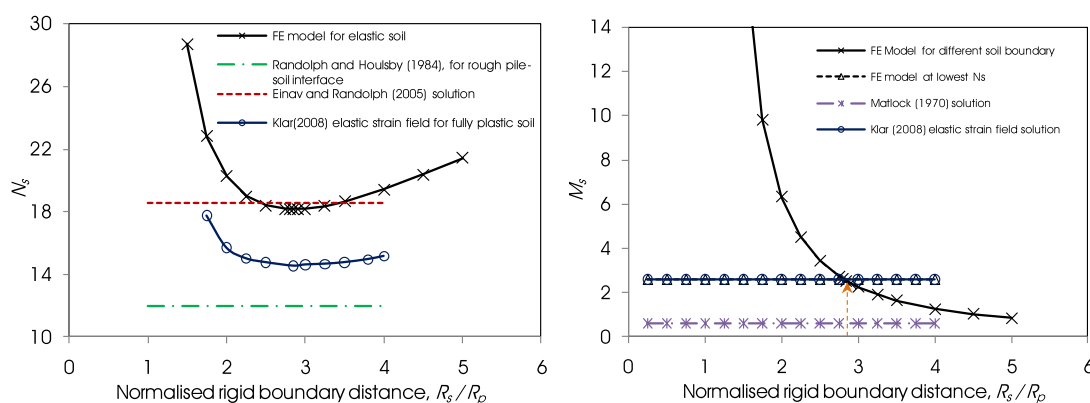 30
26
22
18
14
10
Ns
0
1
2
3
4
5
6
Normalised rigid boundary distance, Rs / Rp
FE model for elastic soil
Randolph and Houlsby (1984), for rough pile-
soil interface
Einav and Randolph (2005) solution
Klar(2008) elastic strain field for fully plastic soil
14
12
10
8
6
4
2
0
Ms
0
1
2
3
4
5
6
Normalised rigid boundary distance, Rs / Rp
FE Model for different soil boundary
FE model at lowest Ns
Matlock (1970) solution
Klar (2008) elastic strain field solution